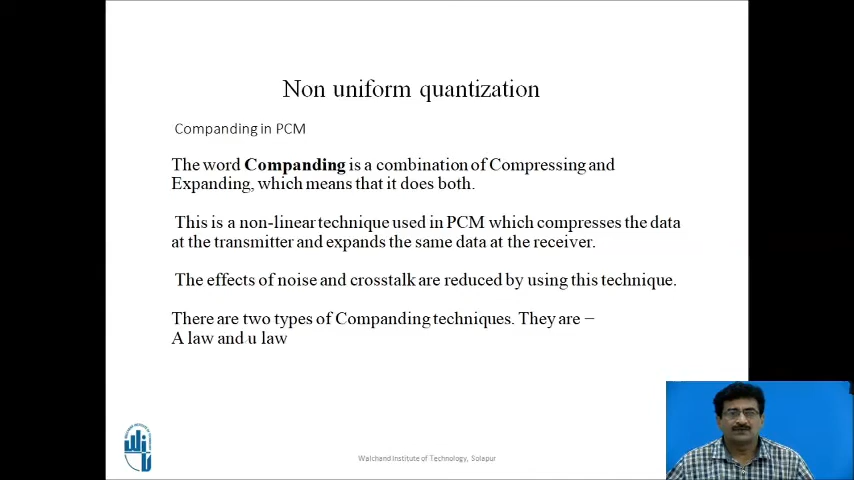 Non uniform quantization
Companding in PCM
The word Companding is a combination of Compressing and
Expanding, which means that it does both.
This is a non-linear technique used in PCM which compresses the data
at the transmitter and expands the same data at the receiver.
The effects of noise and crosstalk are reduced by using this technique.
There are two types of Companding techniques. They are −
A law and u law
Walchand Institute of Technology, Solapur